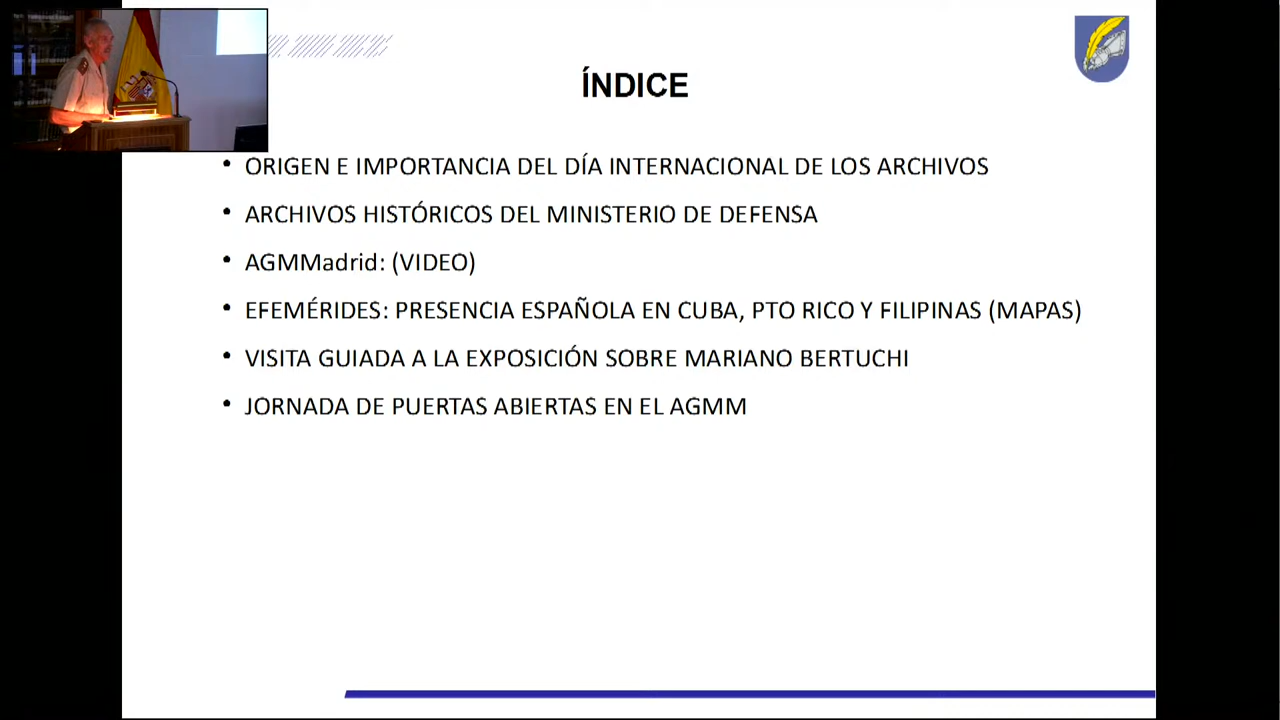 ÍNDICE
• ORIGEN E IMPORTANCIA DEL DÍA INTERNACIONAL DE LOS ARCHIVOS
• ARCHIVOS HISTÓRICOS DEL MINISTERIO DE DEFENSA
• AGMMadrid: (VIDEO)
• EFEMÉRIDES: PRESENCIA ESPAÑOLA EN CUBA, PTO RICO Y FILIPINAS (MAPAS)
• VISITA GUIADA A LA EXPOSICIÓN SOBRE MARIANO BERTUCHI
• JORNADA DE PUERTAS ABIERTAS EN EL AGMM